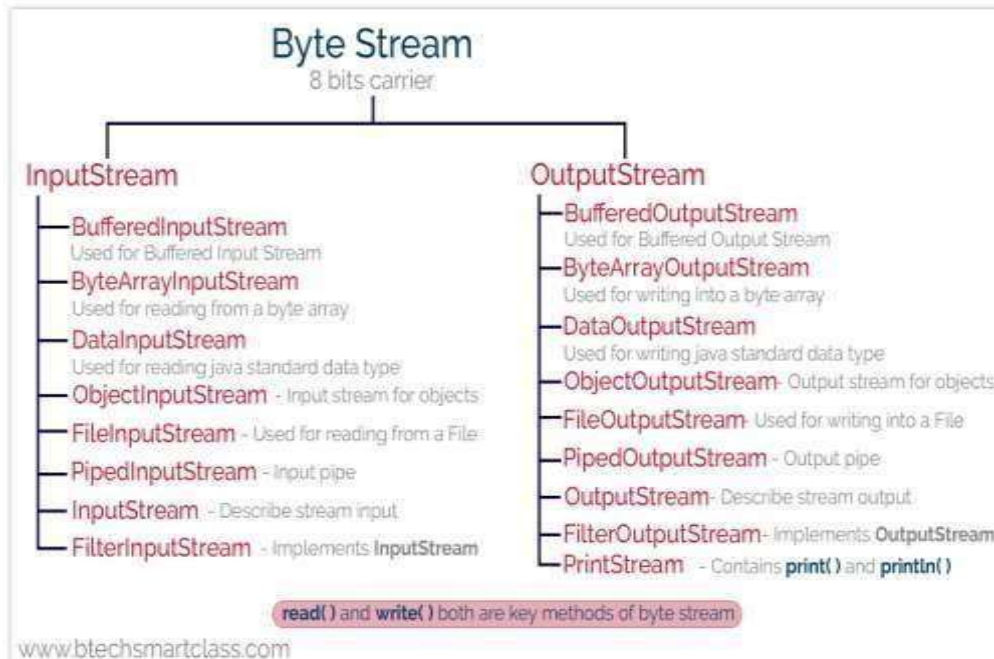 Byte Stream
8 bits carrier
InputStream
BufferedInputStream
Used for Buffered Input Stream
ByteArrayInputStream
Used for reading from a byte array
DataInputStream
Used for reading java standard data type
ObjectInputStream - Input stream for objects
FileInputStream - Used for reading from a File
PipedInputStream - Input pipe
InputStream - Describe stream input
FilterInputStream - Implements InputStream
OutputStream
BufferedOutputStream
Used for Buffered Output Stream
ByteArrayOutputStream
Used for writing into a byte array
DataOutputStream
Used for writing java standard data type
ObjectOutputStream- Output stream for objects
FileOutputStream- Used for writing into a File
PipedOutputStream - Output pipe
OutputStream- Describe stream output
FilterOutputStream- Implements OutputStream
PrintStream - Contains print( ) and println( )
read( ) and write( ) both are key methods of byte stream
www.btechsmartclass.com